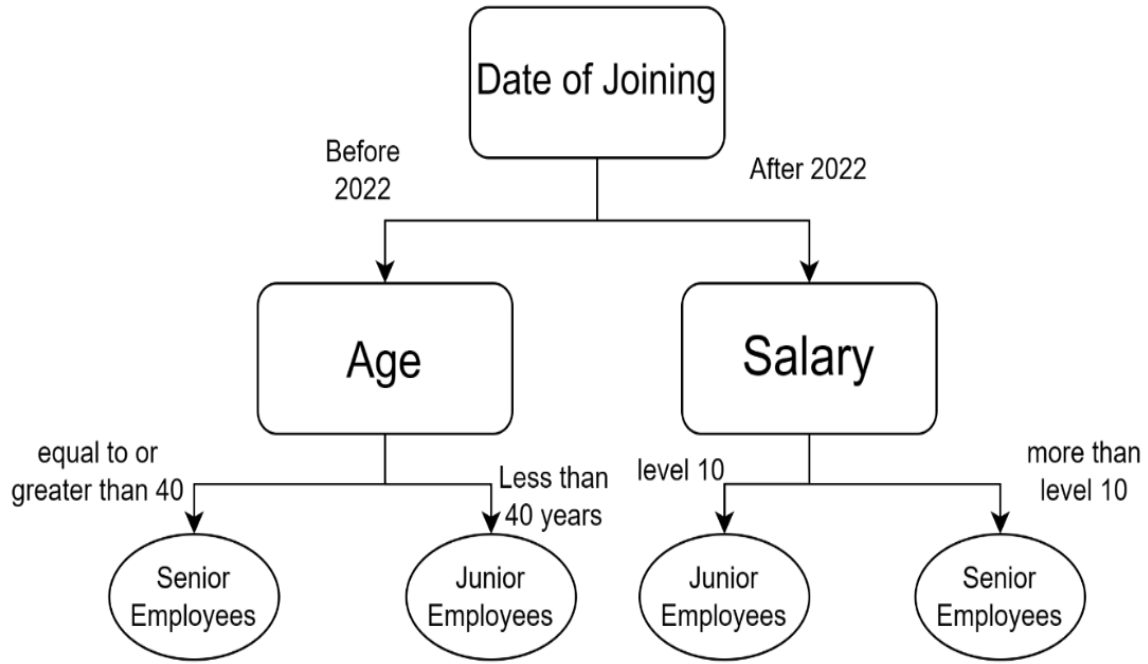 Date of Joining
Before
2022
After 2022
Age
Salary
equal to or
greater than 40
Less than
40 years
level 10
more than
level 10
Senior
Employees
Junior
Employees
Junior
Employees
Senior
Employees